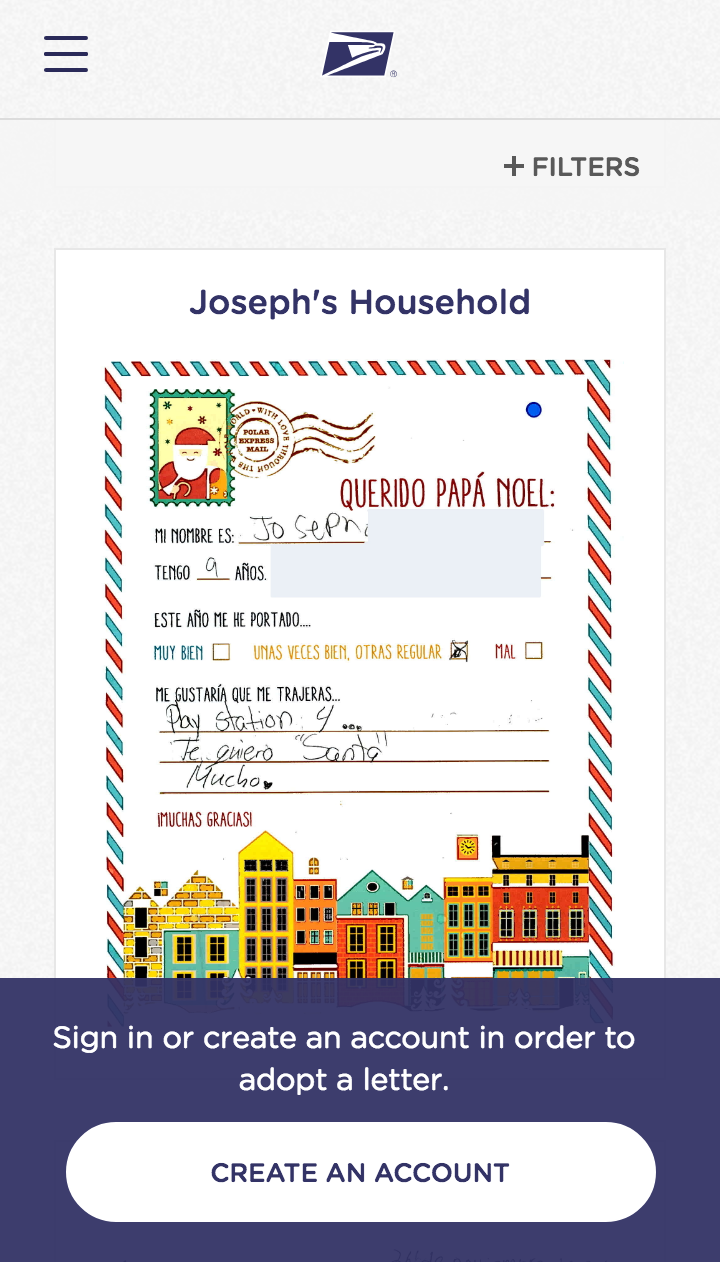 + FILTERS
Joseph's Household
WORLD • WITH LOVE THROUGH THE
POLAR
EXPRESS
MAIL
QUERIDO PAPÁ NOEL:
MI NOMBRE ES: Joseph
TENGO 9 AÑOS.
ESTE AÑO ME HE PORTADO....
MUY BIEN UNAS VECES BIEN, OTRAS REGULAR MAL
ME GUSTARÍA QUE ME TRAJERAS...
Pay station y...
Te quiero "Santa"
Mucho.
¡MUCHAS GRACIAS!
Sign in or create an account in order to
adopt a letter.
CREATE AN ACCOUNT